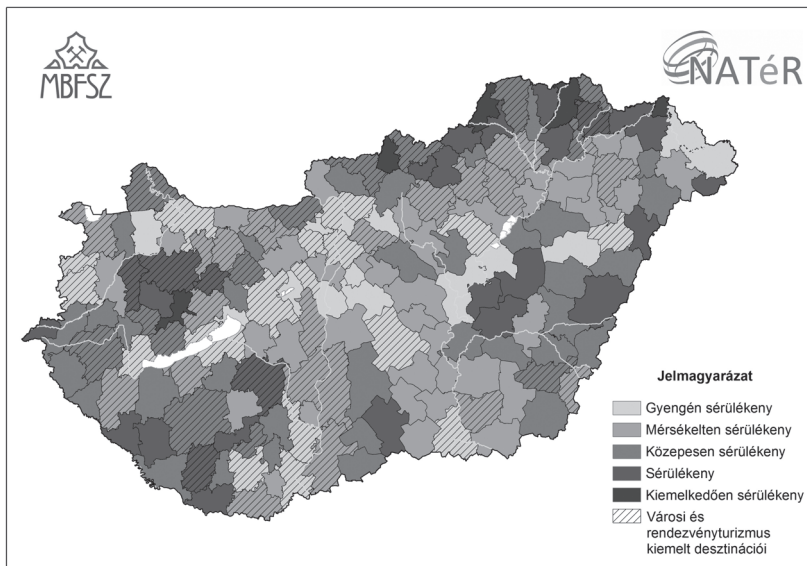 MBFSZ
NATéR
Jelmagyarázat
Gyengén sérülékeny
Mérsékelten sérülékeny
Közepesen sérülékeny
Sérülékeny
Kiemelkedően sérülékeny
Városi és
rendezvényturizmus
kiemelt desztinációi